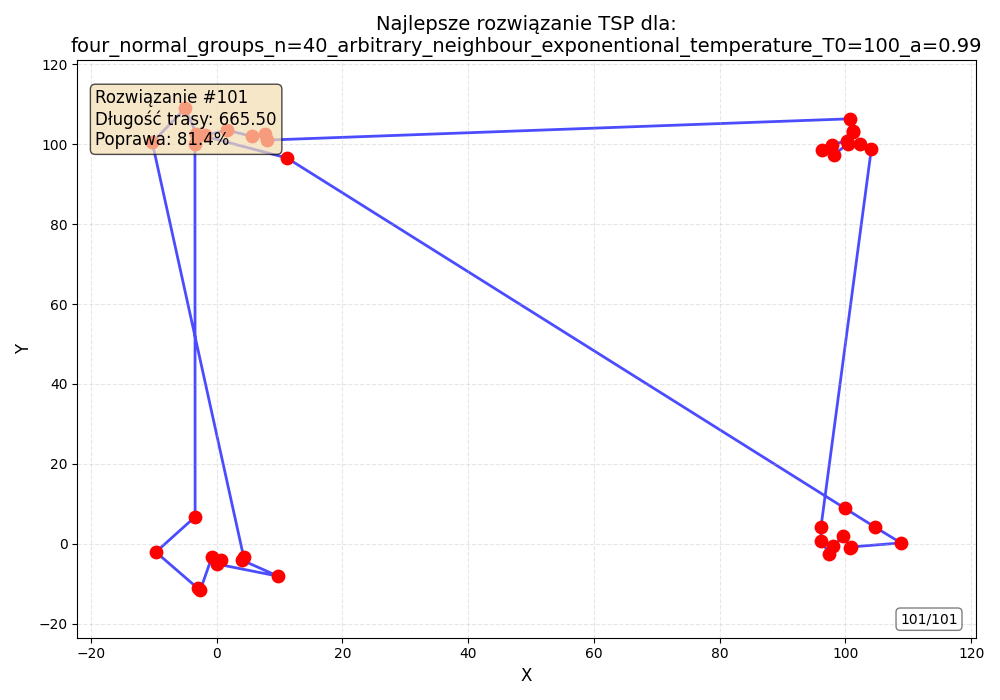 Najlepsze rozwiązanie TSP dla:
four_normal_groups_n=40_arbitrary_neighbour_exponential_temperature_T0=100_a=0.99
120
100
80
60
40
20
0
−20
Y
Rozwiązanie #101
Długość trasy: 665.50
Poprawa: 81.4%
101/101
−20 0 20 40 60 80 100 120
X